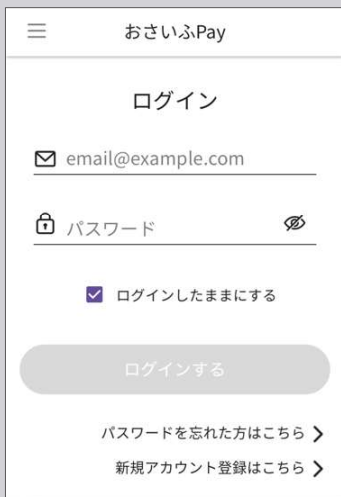 おさいふPay
ログイン
email@example.com
パスワード
ログインしたままにする
ログインする
パスワードを忘れた方はこちら
新規アカウント登録はこちら